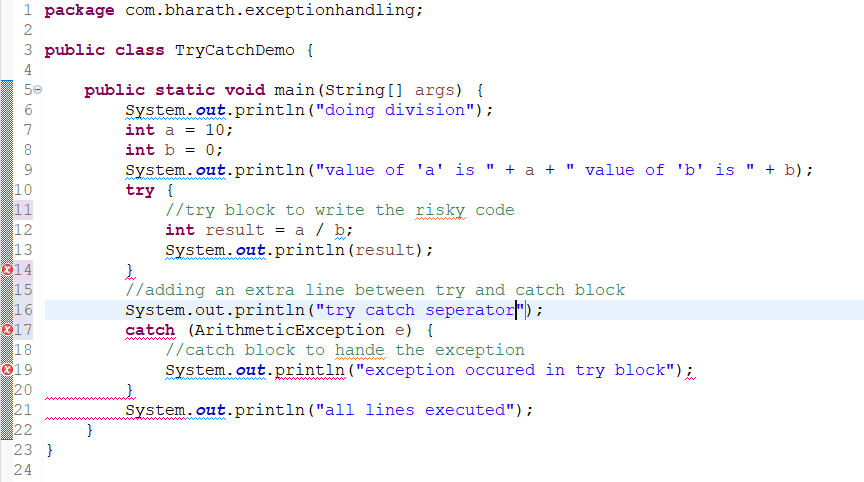 1 package com.bharath.exceptionhandling;
2
3 public class TryCatchDemo {
4
5 public static void main(String[] args) {
6 System.out.println("doing division");
7 int a = 10;
8 int b = 0;
9 System.out.println("value of 'a' is " + a + " value of 'b' is " + b);
10 try {
11 //try block to write the risky code
12 int result = a / b;
13 System.out.println(result);
14 }
15 //adding an extra line between try and catch block
16 System.out.println("try catch seperator");
17 catch (ArithmeticException e) {
18 //catch block to hande the exception
19 System.out.println("exception occured in try block");
20 }
21 System.out.println("all lines executed");
22 }
23 }
24